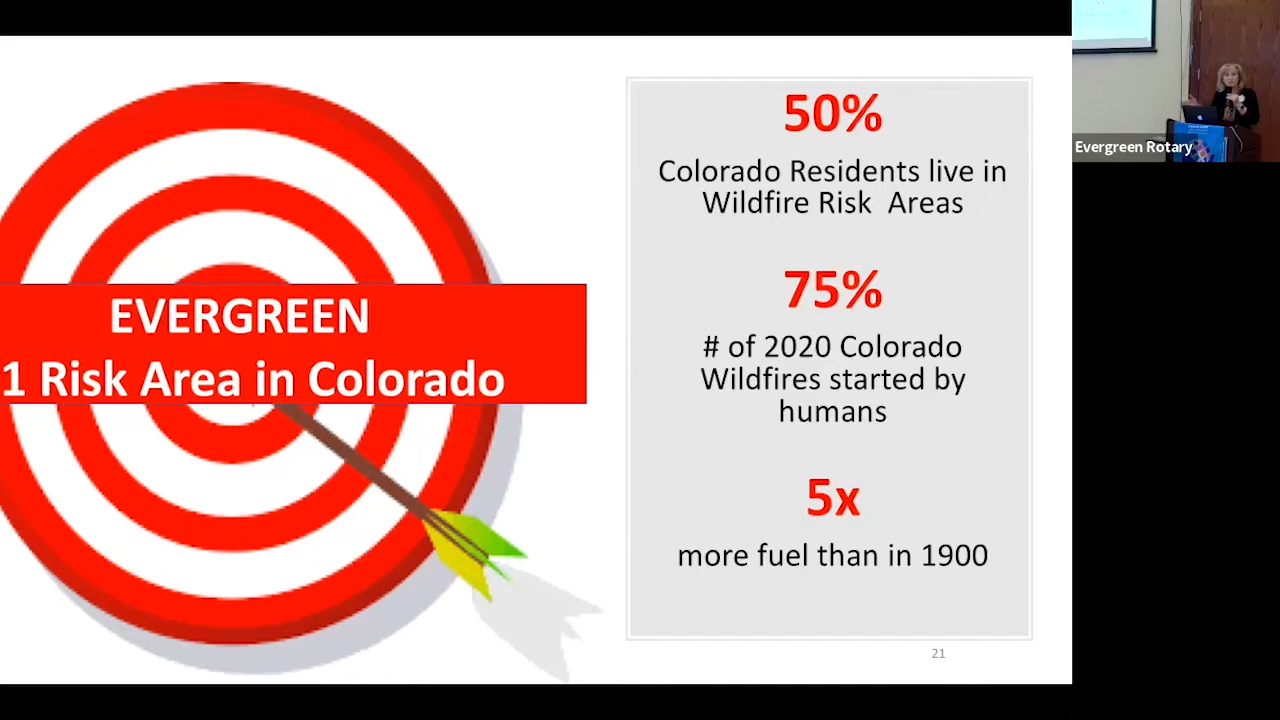 EVERGREEN
1 Risk Area in Colorado
50%
Colorado Residents live in
Wildfire Risk Areas
75%
# of 2020 Colorado
Wildfires started by
humans
5x
more fuel than in 1900
21
Evergreen Rotary